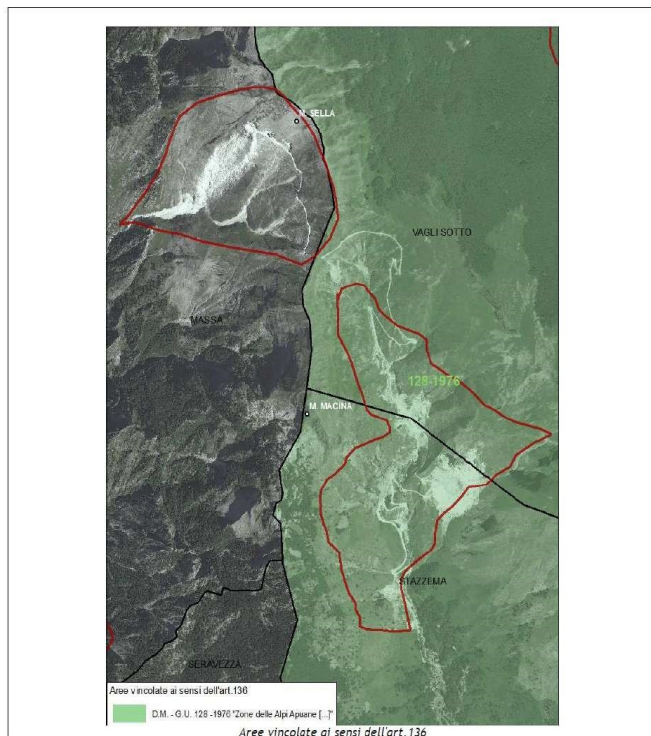 M. SELLA
VAGLI SOTTO
MASSA
128-1976
M. MACINA
STAZZEMA
SERAVEZZA
Aree vincolate ai sensi dell'art.136
D.M. - G.U. 128 -1976 "Zone delle Alpi Apuane [...]"
Aree vincolate ai sensi dell'art.136